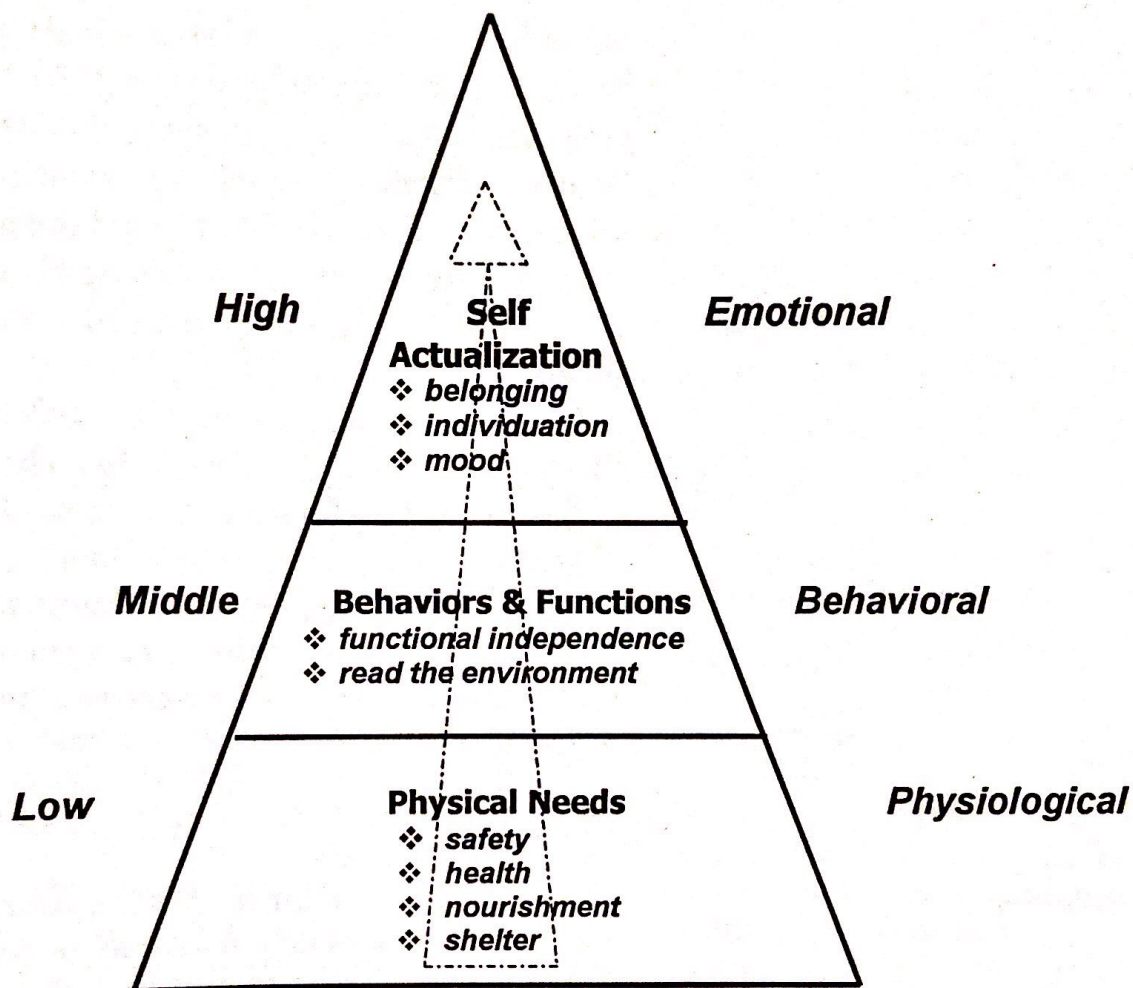 High
Self
Emotional
Actualization
❖ belonging
❖ individuation
❖ mood
Middle
Behaviors & Functions
Behavioral
❖ functional independence
❖ read the environment
Low
Physical Needs
Physiological
❖ safety
❖ health
❖ nourishment
❖ shelter